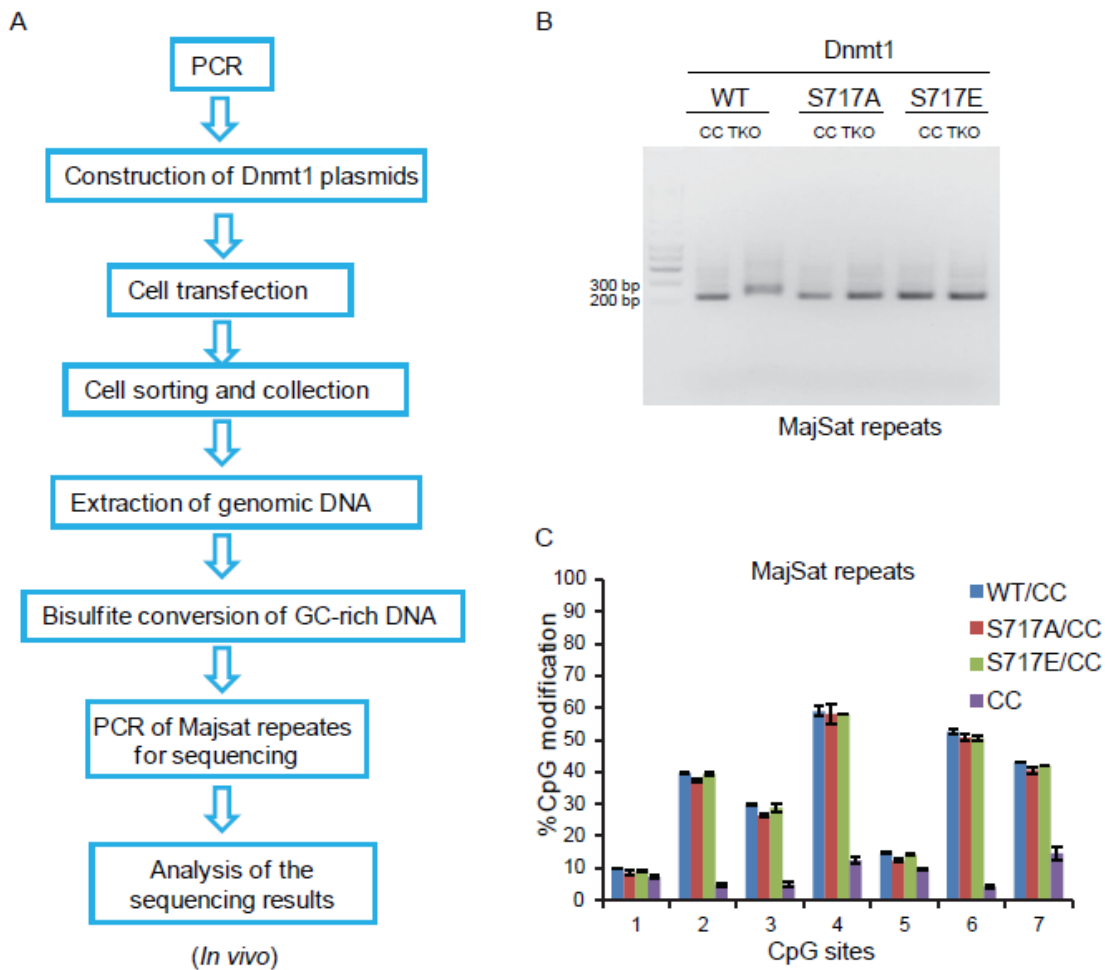 A
PCR
Construction of Dnmt1 plasmids
Cell transfection
Cell sorting and collection
Extraction of genomic DNA
Bisulfite conversion of GC-rich DNA
PCR of Majsat repeates
for sequencing
Analysis of the
sequencing results
(In vivo)
B
Dnmt1
WT S717A S717E
CC TKO CC TKO CC TKO
300 bp
200 bp
MajSat repeats
C
MajSat repeats
% CpG modification
100
90
80
70
60
50
40
30
20
10
0
WT/CC
S717A/CC
S717E/CC
CC
1 2 3 4 5 6 7
CpG sites